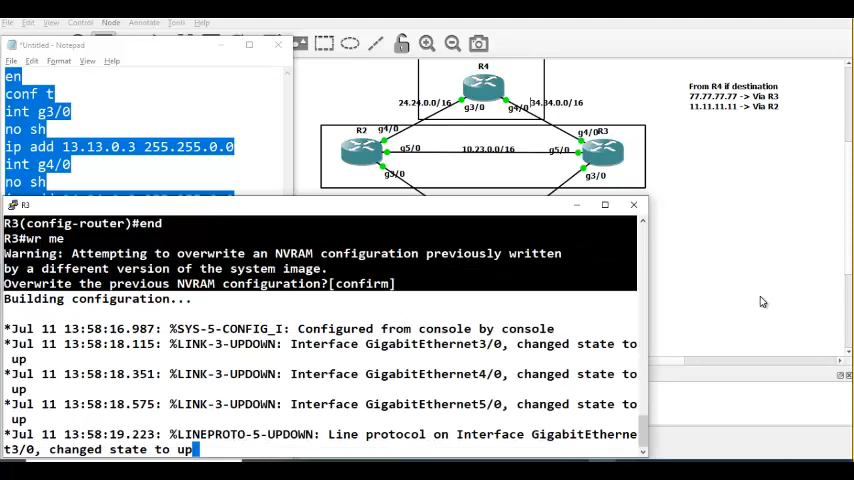 File Edit View Control Node Annotate Tools Help
*Untitled - Notepad
File Edit Format View Help
en
conf t
int g3/0
no sh
ip add 13.13.0.3 255.255.0.0
int g4/0
no sh
R4
24.24.0.0/16
34.34.0.0/16
g3/0
g4/0
R2
R3
g4/0
g4/0
g5/0
10.23.0.0/16
g5/0
g3/0
g3/0
From R4 if destination
77.77.77.77 -> Via R3
11.11.11.11 -> Via R2
R3
R3(config-router)#end
R3#wr me
Warning: Attempting to overwrite an NVRAM configuration previously written
by a different version of the system image.
Overwrite the previous NVRAM configuration?[confirm]
Building configuration...
*Jul 11 13:58:16.987: %SYS-5-CONFIG_I: Configured from console by console
*Jul 11 13:58:18.115: %LINK-3-UPDOWN: Interface GigabitEthernet3/0, changed state to
up
*Jul 11 13:58:18.351: %LINK-3-UPDOWN: Interface GigabitEthernet4/0, changed state to
up
*Jul 11 13:58:18.575: %LINK-3-UPDOWN: Interface GigabitEthernet5/0, changed state to
up
*Jul 11 13:58:19.223: %LINEPROTO-5-UPDOWN: Line protocol on Interface GigabitEtherne
t3/0, changed state to up